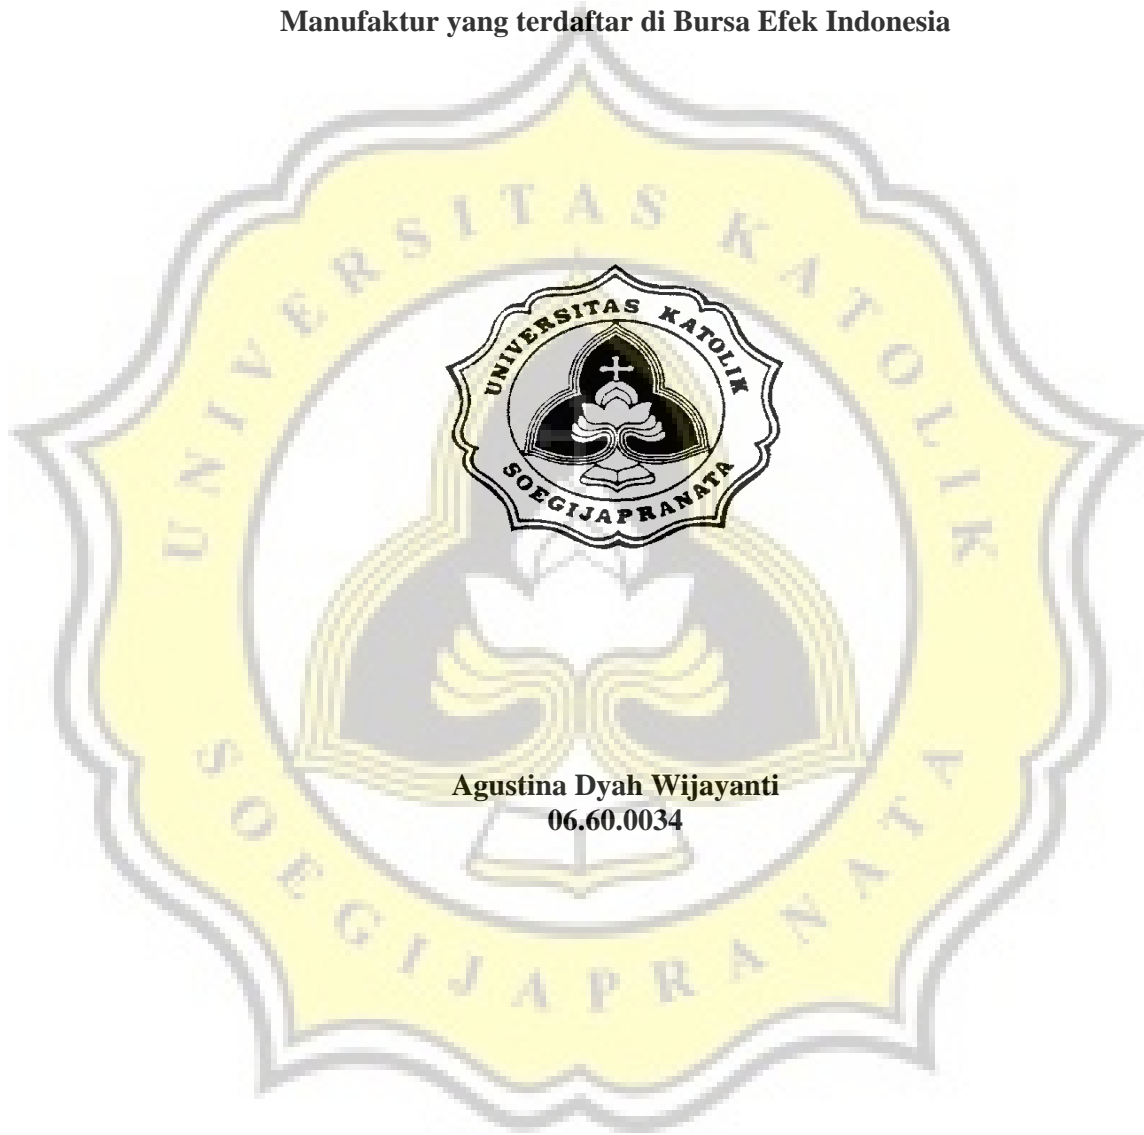 Manufaktur yang terdaftar di Bursa Efek Indonesia
UNIVERSITAS KATOLIK
SOEGIJAPRANATA
UNIVERSITAS KATOLIK
SOEGIJAPRANATA
Agustina Dyah Wijayanti
06.60.0034